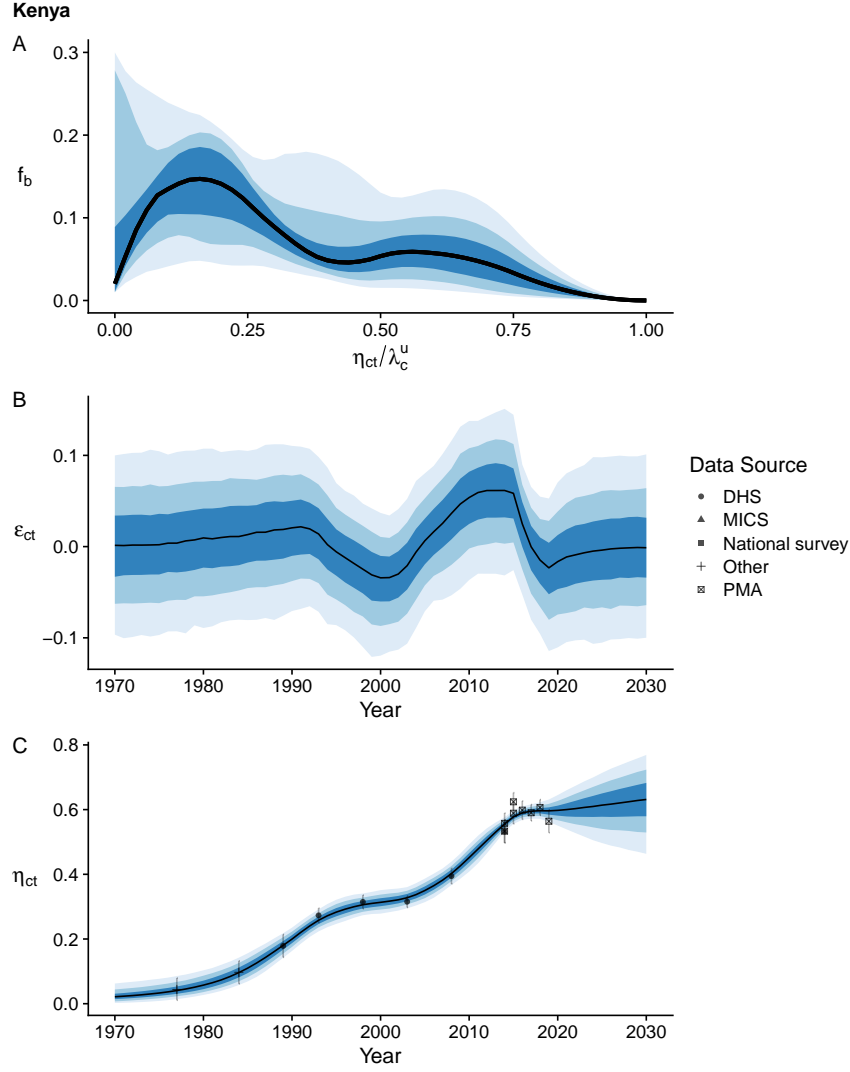 Kenya
A
0.3
0.2
f_b
0.1
0.0
0.00 0.25 0.50 0.75 1.00
η_ct/λ_c^u
B
0.1
ε_ct
0.0
−0.1
1970 1980 1990 2000 2010 2020 2030
Year
Data Source
DHS
MICS
National survey
Other
PMA
C
0.8
0.6
η_ct
0.4
0.2
0.0
1970 1980 1990 2000 2010 2020 2030
Year